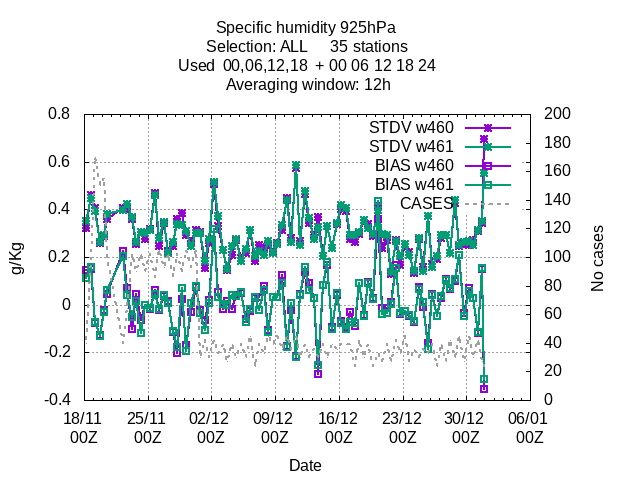 Specific humidity 925hPa
Selection: ALL     35 stations
Used  00,06,12,18  + 00 06 12 18 24
Averaging window: 12h
0.8
0.6
0.4
0.2
0
-0.2
-0.4
g/Kg
STDV w460
STDV w461
BIAS w460
BIAS w461
CASES
200
180
160
140
120
100
80
60
40
20
0
No cases
18/11 25/11 02/12 09/12 16/12 23/12 30/12 06/01
00Z 00Z 00Z 00Z 00Z 00Z 00Z 00Z
Date